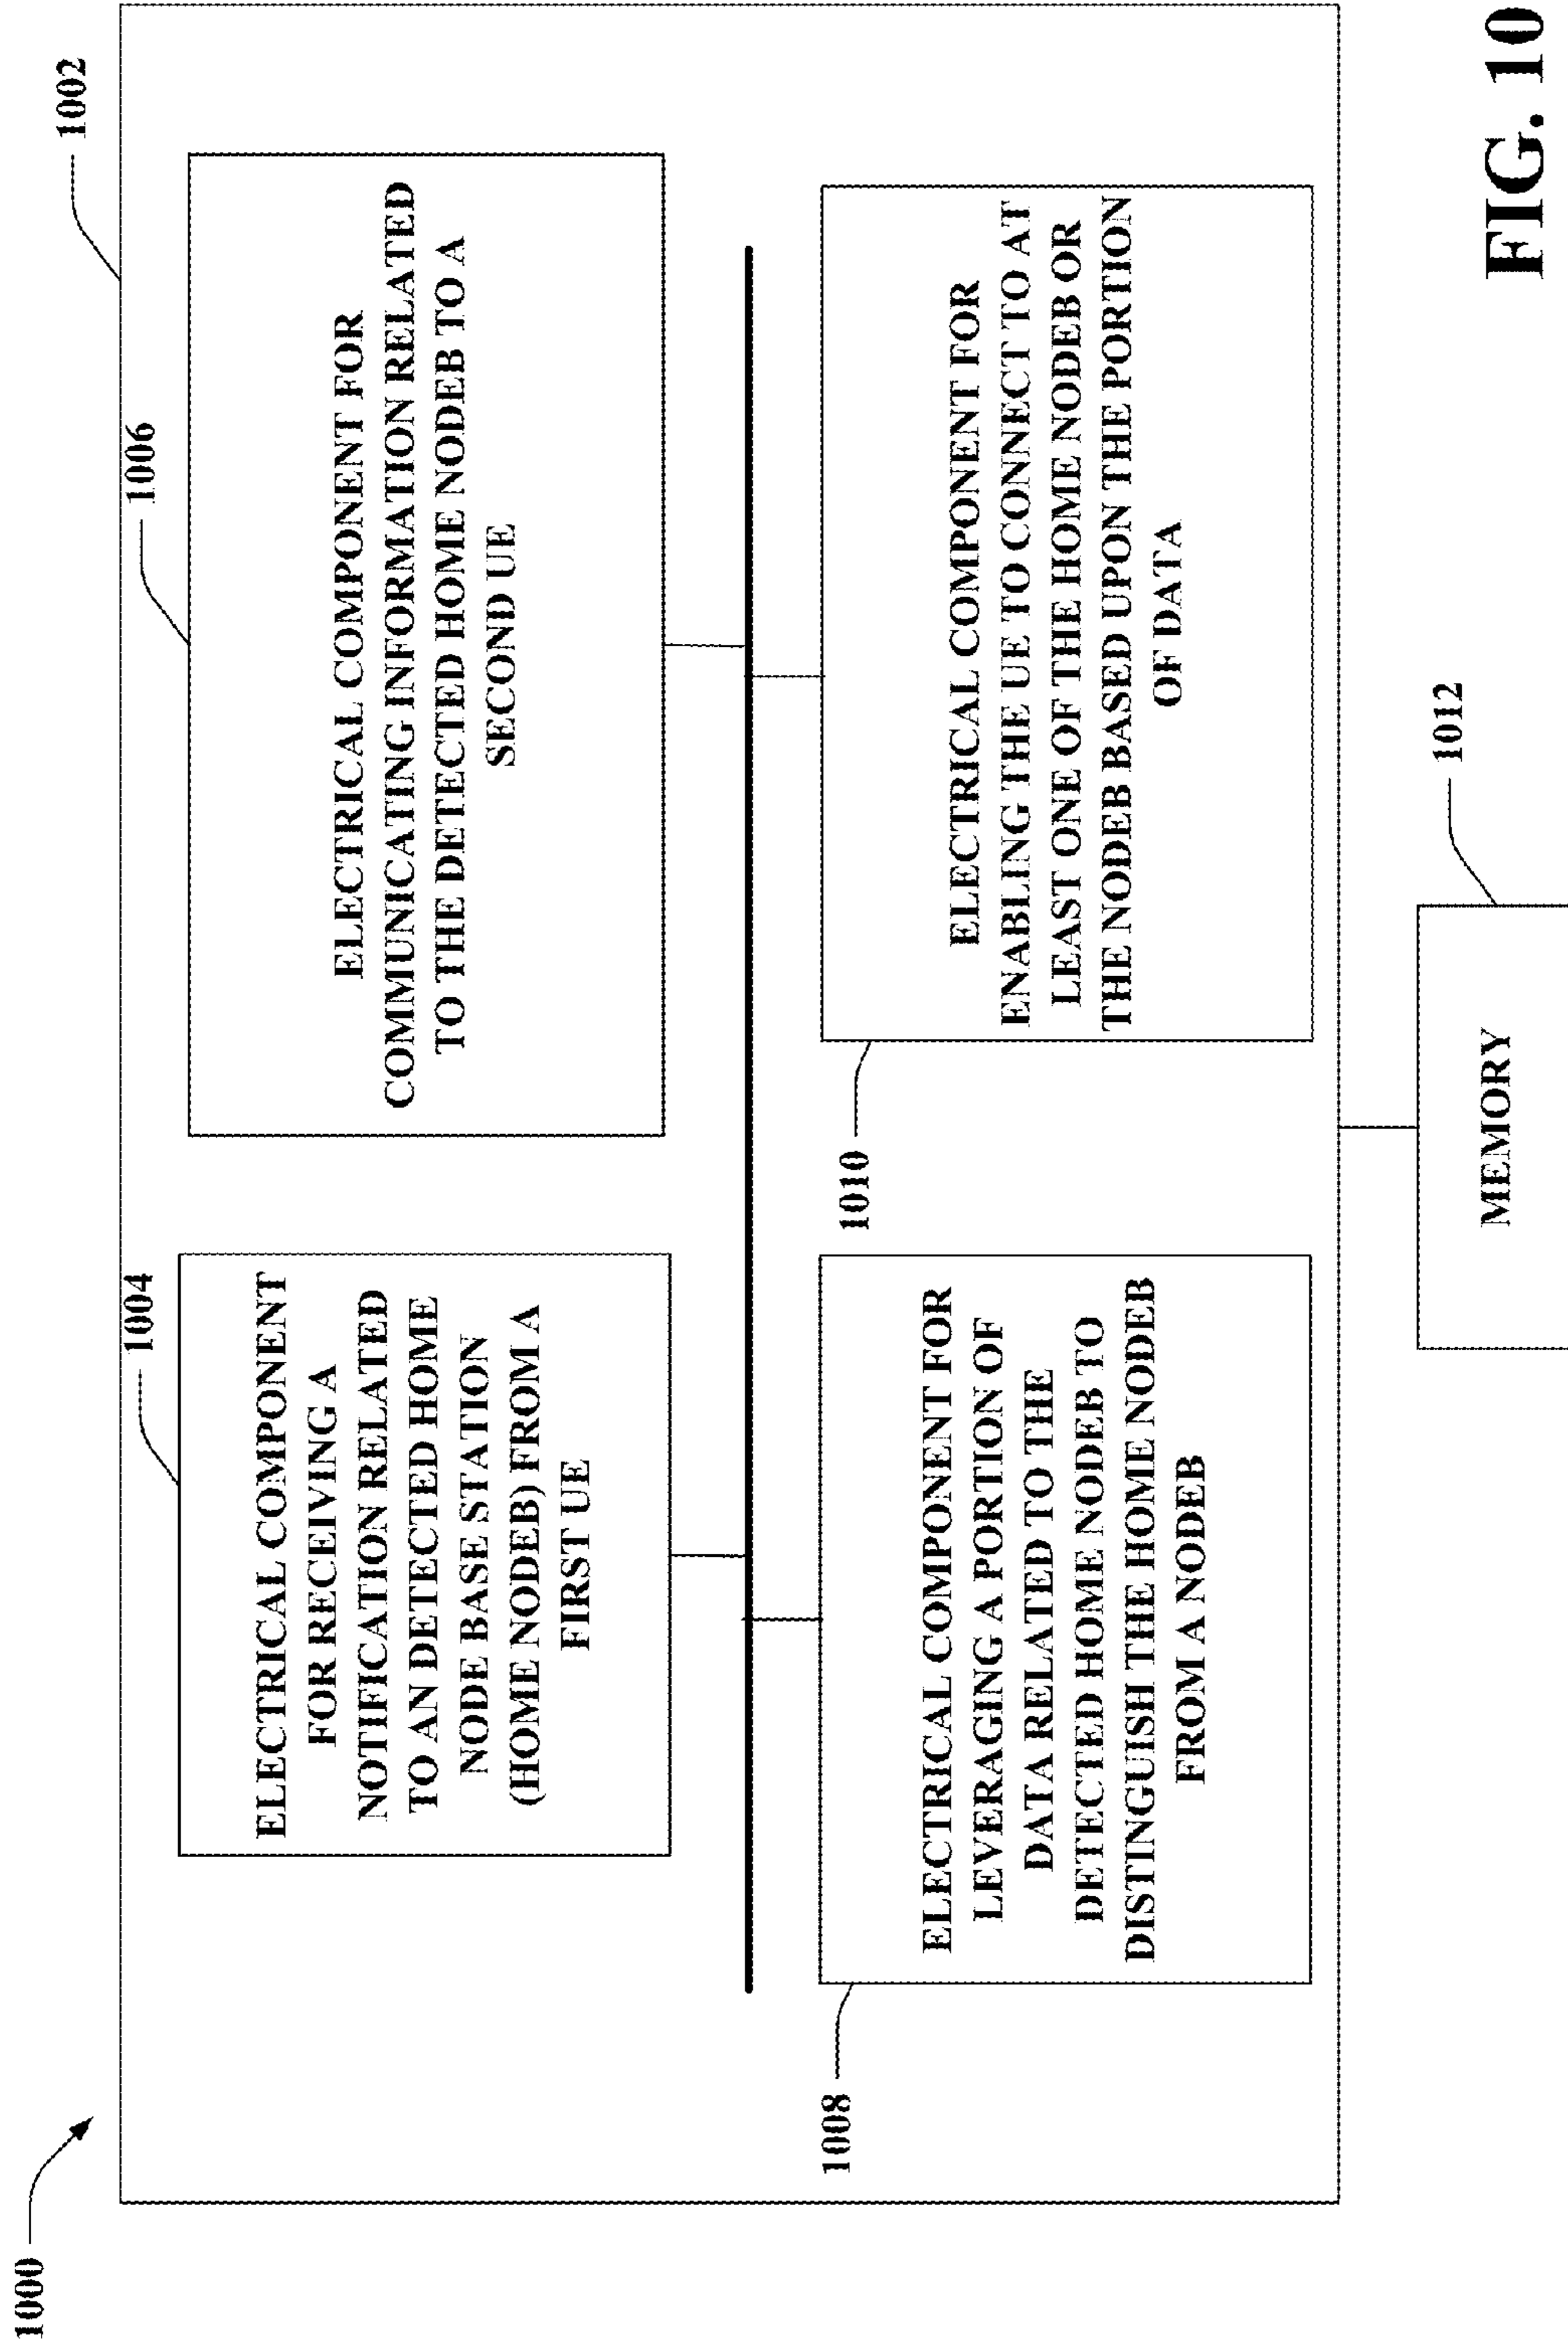 1000
1002
1004
ELECTRICAL COMPONENT
FOR RECEIVING A
NOTIFICATION RELATED
TO AN DETECTED HOME
NODE BASE STATION
(HOME NODEB) FROM A
FIRST UE
1006
ELECTRICAL COMPONENT FOR
COMMUNICATING INFORMATION RELATED
TO THE DETECTED HOME NODEB TO A
SECOND UE
1008
ELECTRICAL COMPONENT FOR
LEVERAGING A PORTION OF
DATA RELATED TO THE
DETECTED HOME NODEB TO
DISTINGUISH THE HOME NODEB
FROM A NODEB
1010
ELECTRICAL COMPONENT FOR
ENABLING THE UE TO CONNECT TO AT
LEAST ONE OF THE HOME NODEB OR
THE NODEB BASED UPON THE PORTION
OF DATA
1012
MEMORY
FIG. 10